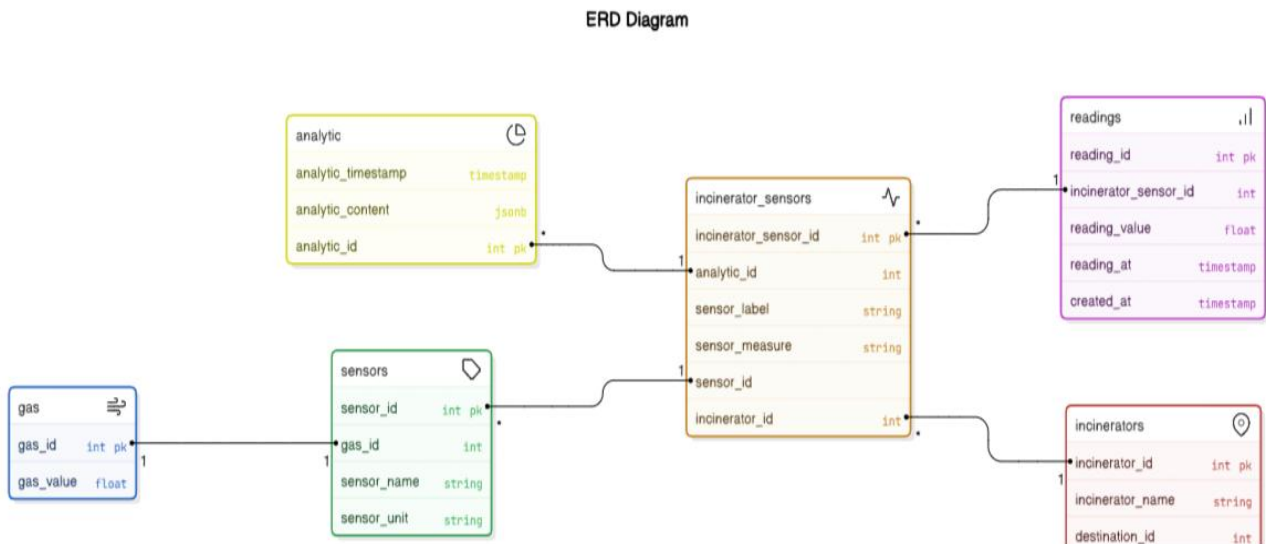 ERD Diagram
analytic
analytic_timestamp timestamp
analytic_content jsonb
analytic_id int pk
*
1
gas
gas_id int pk
gas_value float
1
1
sensors
sensor_id int pk
gas_id int
sensor_name string
sensor_unit string
*
1
incinerator_sensors
incinerator_sensor_id int pk
analytic_id int
sensor_label string
sensor_measure string
sensor_id
incinerator_id int
*
1
*
1
readings
reading_id int pk
incinerator_sensor_id int
reading_value float
reading_at timestamp
created_at timestamp
incinerators
incinerator_id int pk
incinerator_name string
destination_id int